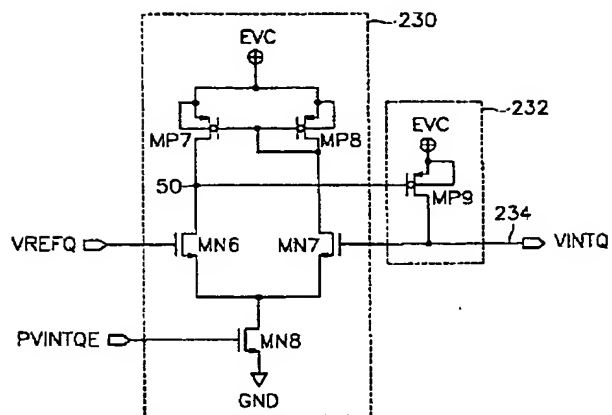 230
EVC
232
EVC
MP7
MP8
MP9
50
234
VREFQ
MN6
MN7
VINTQ
PVINTQE
MN8
GND